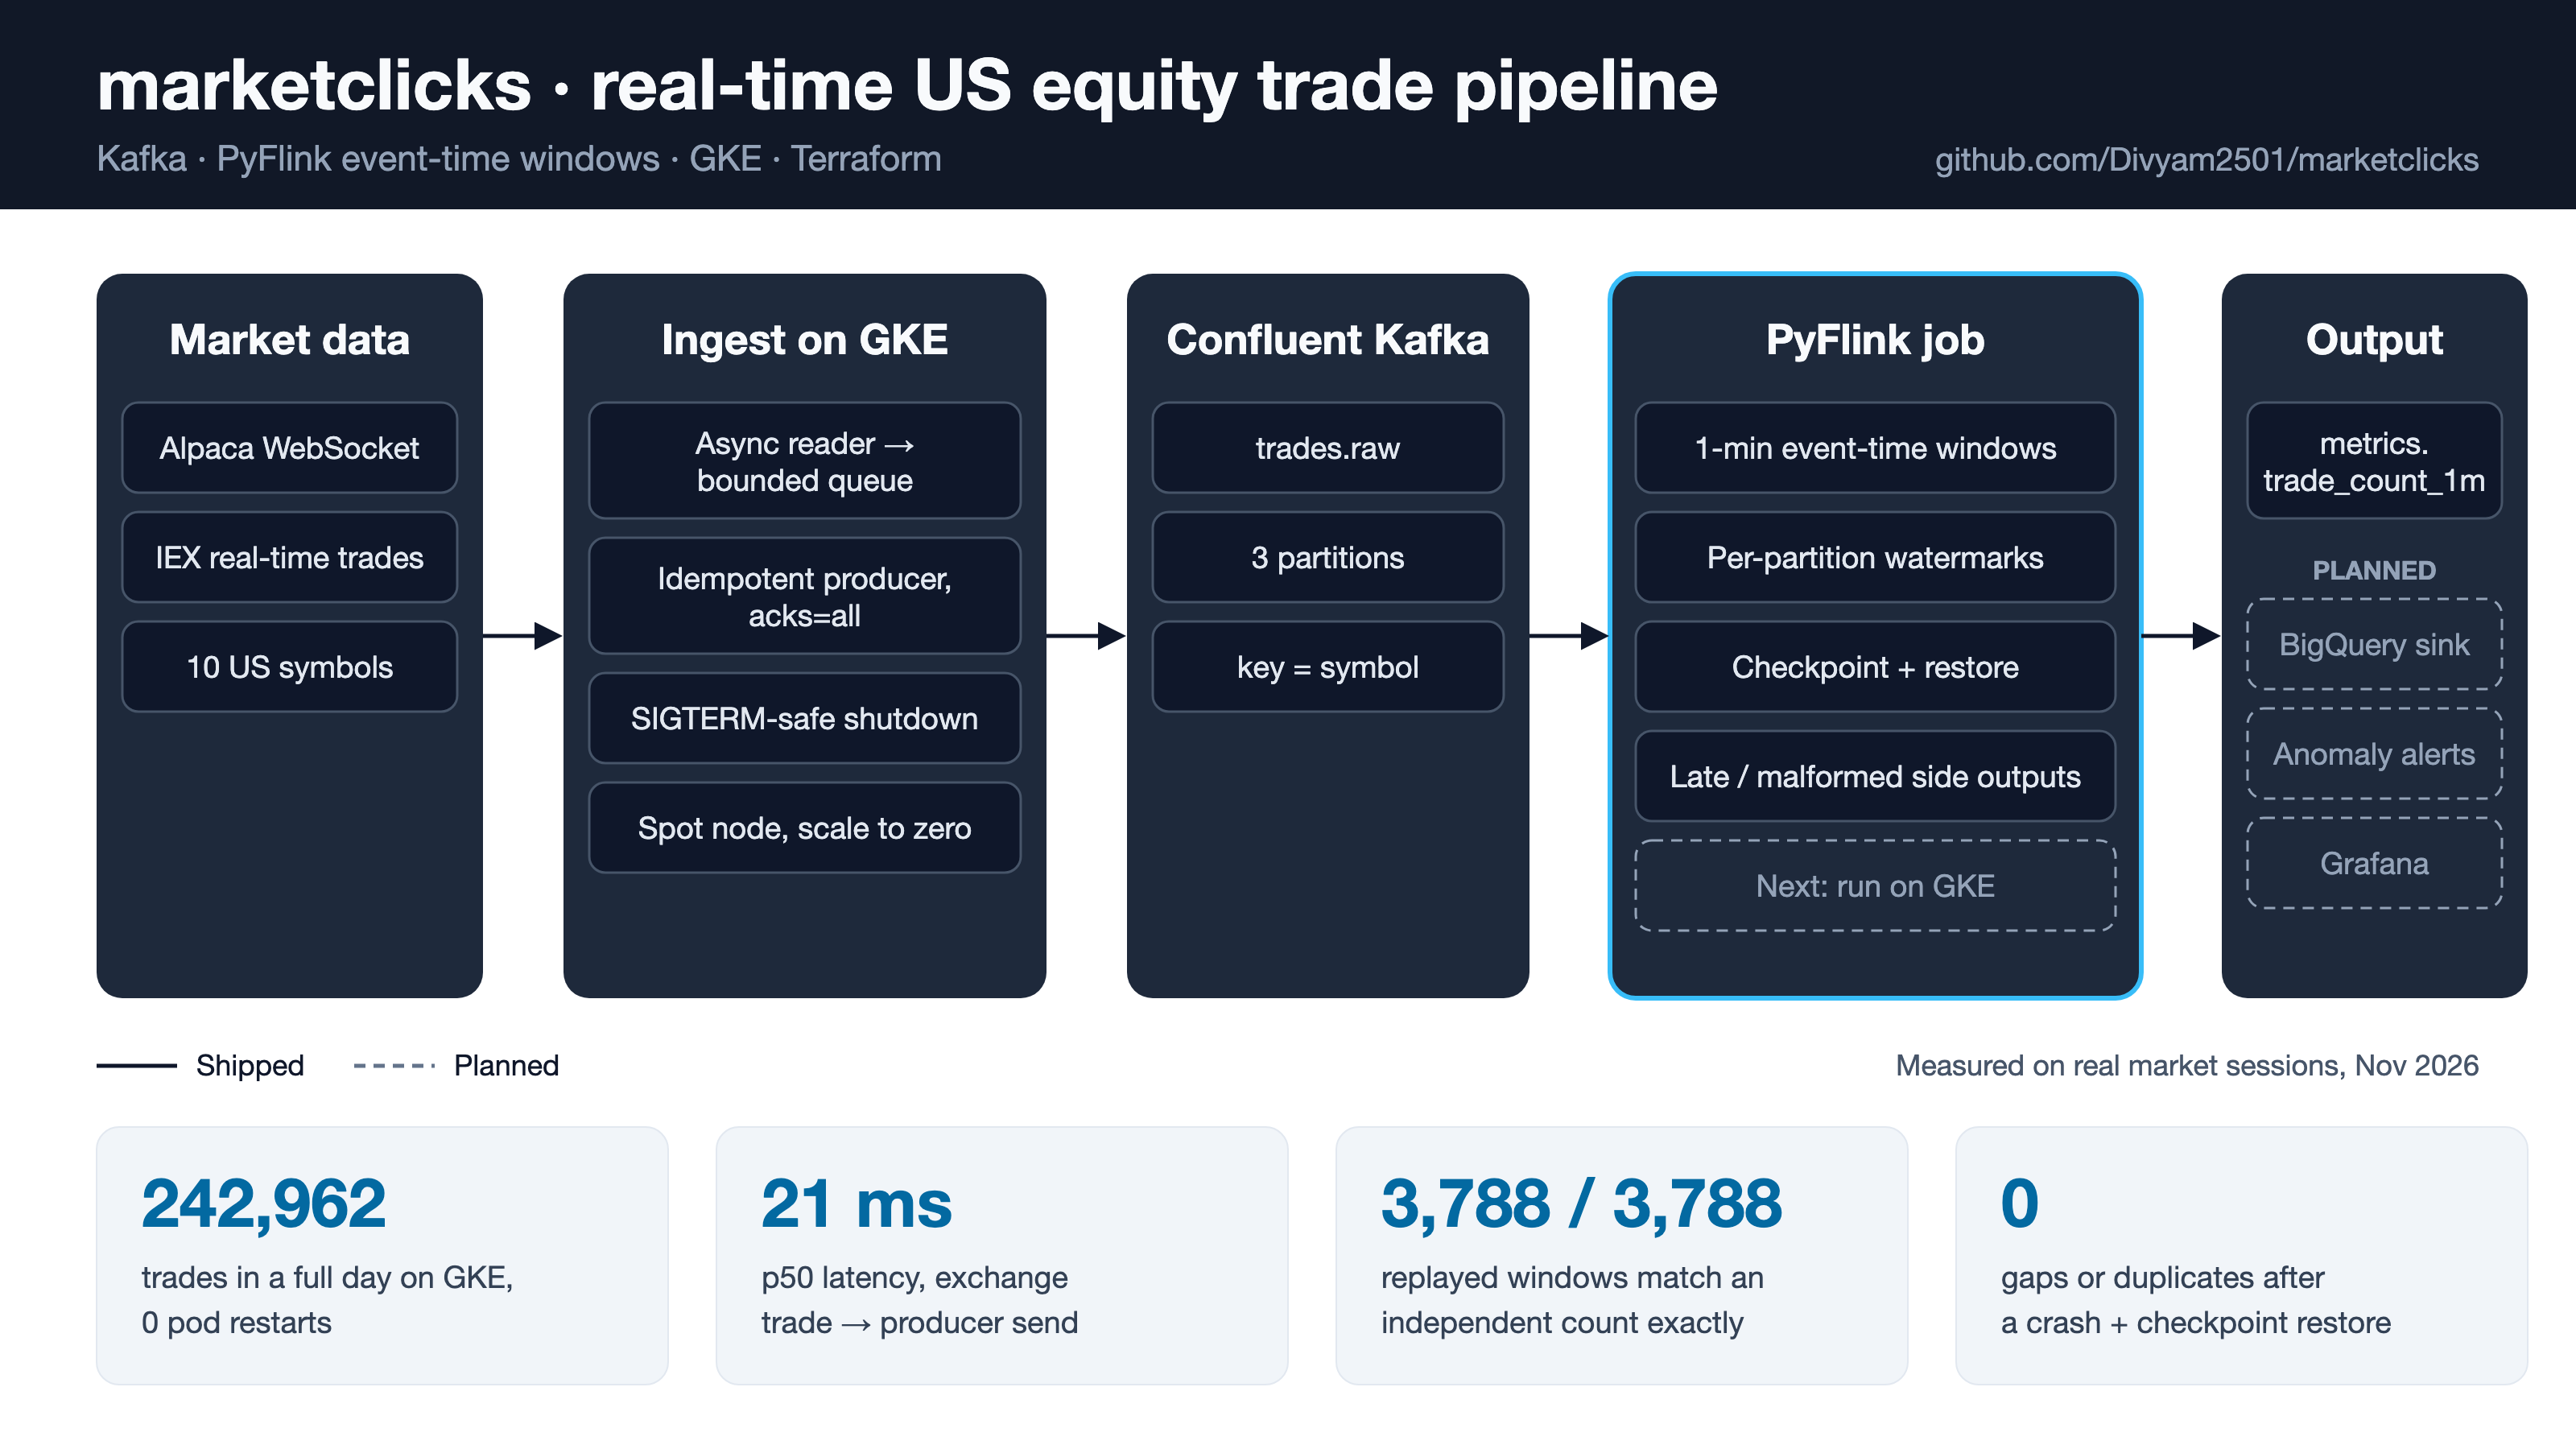 marketclicks · real-time US equity trade pipeline
Kafka · PyFlink event-time windows · GKE · Terraform
github.com/Divyam2501/marketclicks
Market data
Alpaca WebSocket
IEX real-time trades
10 US symbols
Ingest on GKE
Async reader →
bounded queue
Idempotent producer,
acks=all
SIGTERM-safe shutdown
Spot node, scale to zero
Confluent Kafka
trades.raw
3 partitions
key = symbol
PyFlink job
1-min event-time windows
Per-partition watermarks
Checkpoint + restore
Late / malformed side outputs
Next: run on GKE
Output
metrics.
trade_count_1m
PLANNED
BigQuery sink
Anomaly alerts
Grafana
Shipped
Planned
Measured on real market sessions, Nov 2026
242,962
trades in a full day on GKE,
0 pod restarts
21 ms
p50 latency, exchange
trade → producer send
3,788 / 3,788
replayed windows match an
independent count exactly
0
gaps or duplicates after
a crash + checkpoint restore